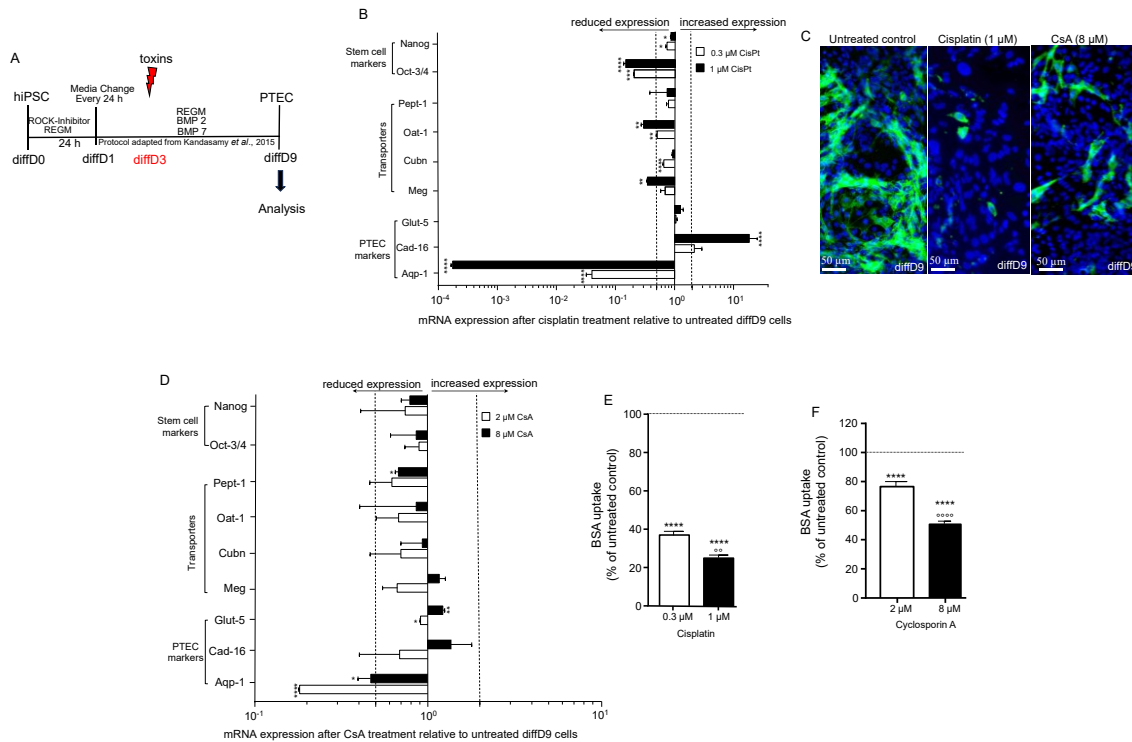 A
toxins
hiPSC
Media Change
Every 24 h
PTEC
ROCK-Inhibitor
REGM
24 h
REGM
BMP 2
BMP 7
Protocol adapted from Kandasamy et al., 2015
diffD0
diffD1
diffD3
diffD9
Analysis
B
reduced expression
increased expression
Stem cell
markers
Transporters
PTEC
markers
Nanog
Oct-3/4
Pept-1
Oat-1
Cubn
Meg
Glut-5
Cad-16
Aqp-1
0.3 µM CisPt
1 µM CisPt
*
*
****
****
**
**
****
**
****
****
****
10-4
10-3
10-2
10-1
100
101
mRNA expression after cisplatin treatment relative to untreated diffD9 cells
C
Untreated control
Cisplatin (1 µM)
CsA (8 µM)
50 µm
diffD9
50 µm
diffD9
50 µm
diffD9
D
reduced expression
increased expression
Stem cell
markers
Transporters
PTEC
markers
Nanog
Oct-3/4
Pept-1
Oat-1
Cubn
Meg
Glut-5
Cad-16
Aqp-1
2 µM CsA
8 µM CsA
*
**
*
*
****
10-1
100
101
mRNA expression after CsA treatment relative to untreated diffD9 cells
E
BSA uptake
(% of untreated control)
100
80
60
40
20
0
****
****
°°
0.3 µM
1 µM
Cisplatin
F
BSA uptake
(% of untreated control)
120
100
80
60
40
20
0
****
****
°°°°
2 µM
8 µM
Cyclosporin A